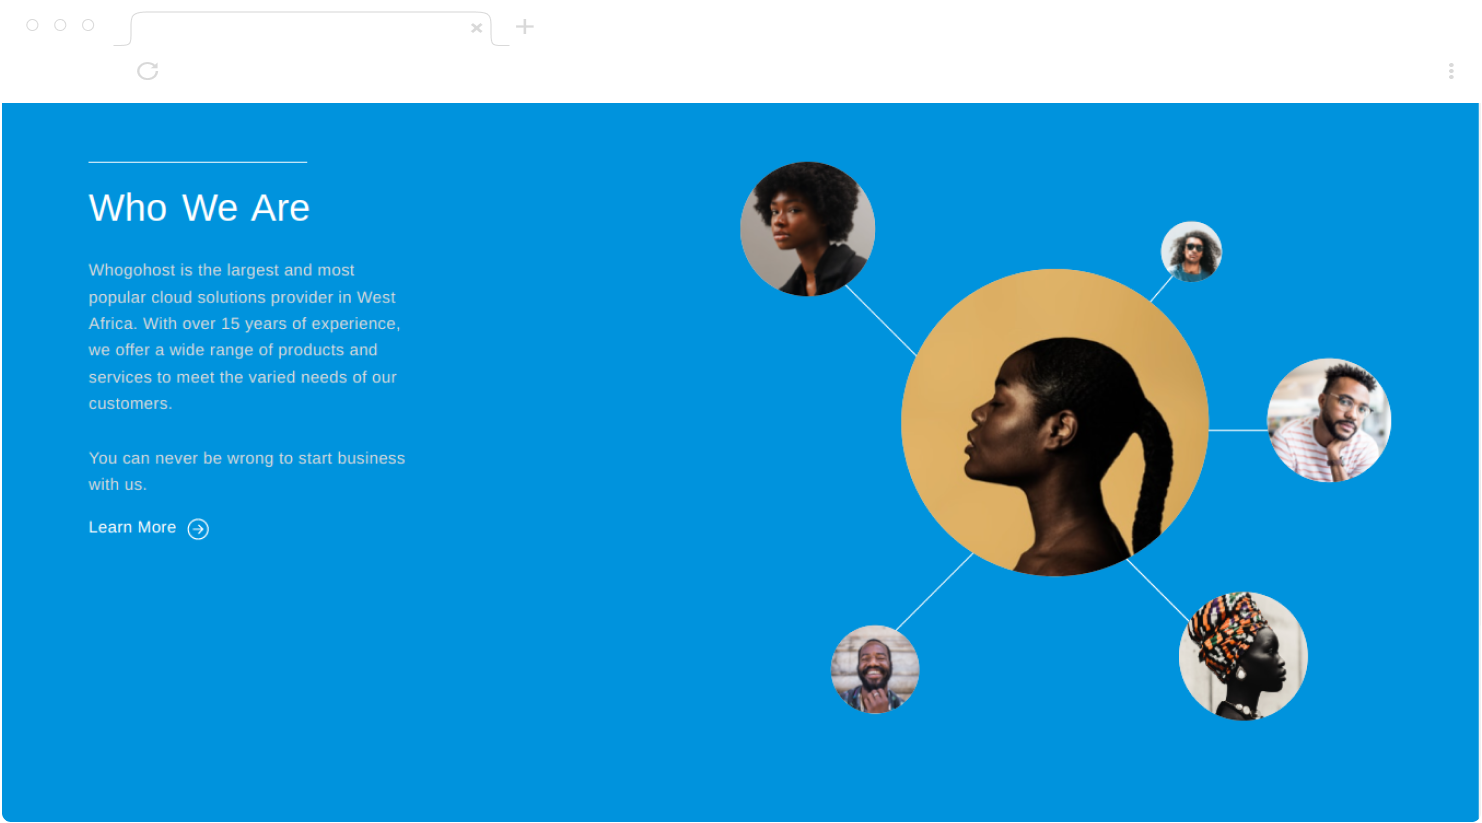 Who We Are
Whogohost is the largest and most
popular cloud solutions provider in West
Africa. With over 15 years of experience,
we offer a wide range of products and
services to meet the varied needs of our
customers.
You can never be wrong to start business
with us.
Learn More